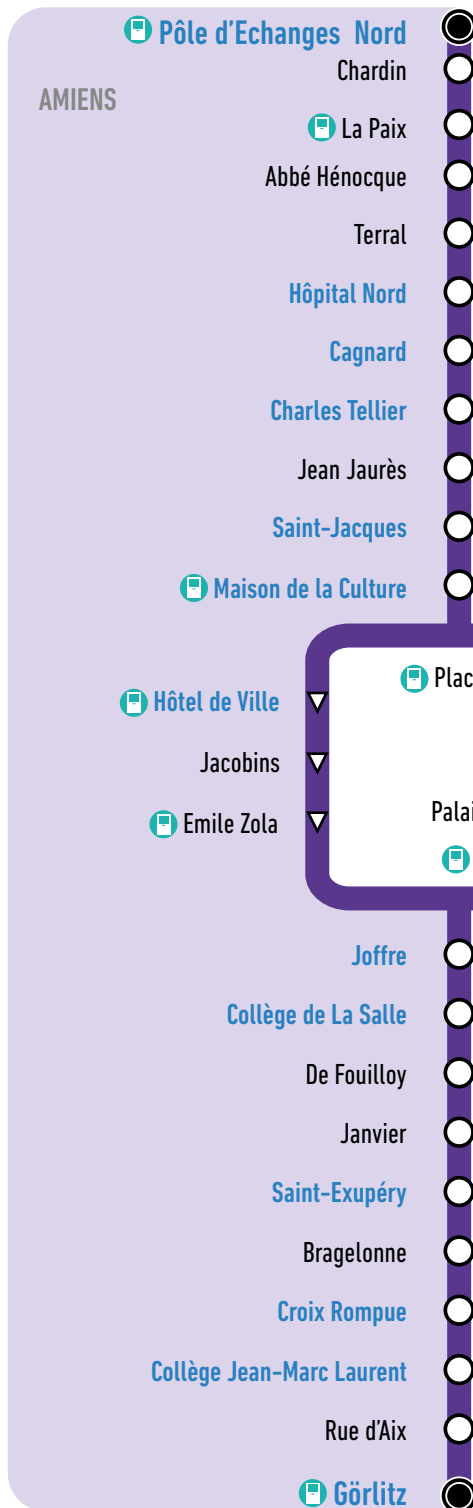 Pôle d'Echanges Nord
Chardin
AMIENS
La Paix
Abbé Hénocque
Terral
Hôpital Nord
Cagnard
Charles Tellier
Jean Jaurès
Saint-Jacques
Maison de la Culture
Plac
Hôtel de Ville
Jacobins
Palai
Emile Zola
Joffre
Collège de La Salle
De Fouilloy
Janvier
Saint-Exupéry
Bragelonne
Croix Rompue
Collège Jean-Marc Laurent
Rue d'Aix
Görlitz